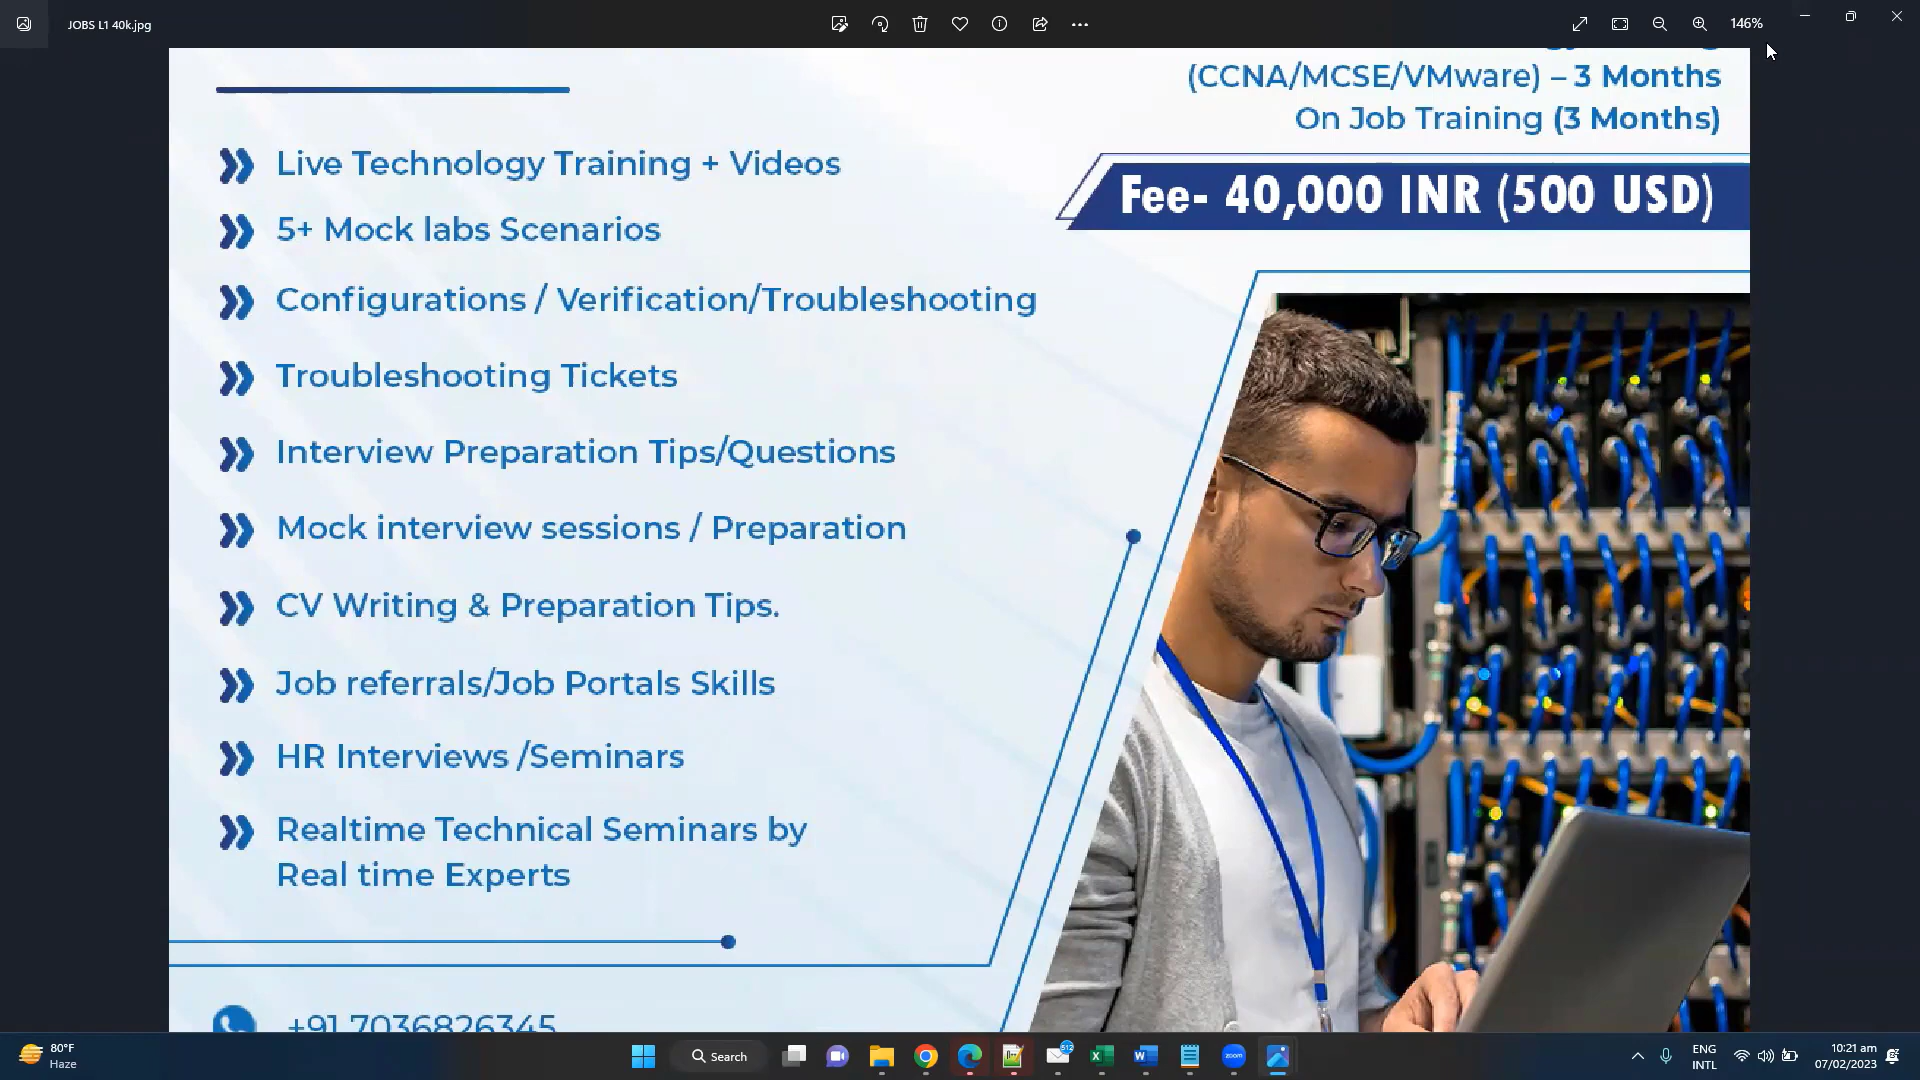 JOBS L1 40k.jpg
146%
(CCNA/MCSE/VMware) – 3 Months
On Job Training (3 Months)
Fee- 40,000 INR (500 USD)
Live Technology Training + Videos
5+ Mock labs Scenarios
Configurations / Verification/Troubleshooting
Troubleshooting Tickets
Interview Preparation Tips/Questions
Mock interview sessions / Preparation
CV Writing & Preparation Tips.
Job referrals/Job Portals Skills
HR Interviews /Seminars
Realtime Technical Seminars by
Real time Experts
+91 7036826345
80°F
Haze
Search
512
zoom
ENG
INTL
10:21 am
07/02/2023